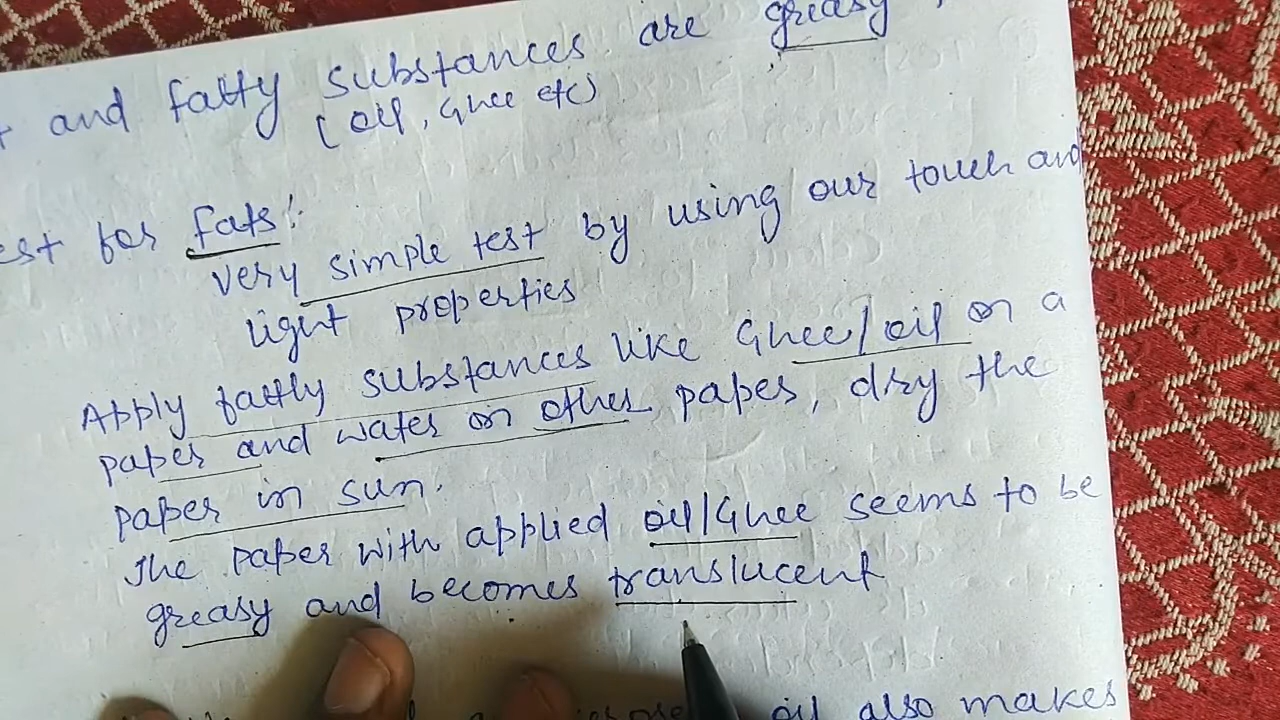 and fatty substances are greasy
(oil, Ghee etc)
for fats:
very simple test by using our touch and
light properties
Apply fattly substances like Ghee/oil on a
paper and water on other paper, dry the
paper in sun.
The paper with applied oil/Ghee seems to be
greasy and becomes translucent
oil also makes